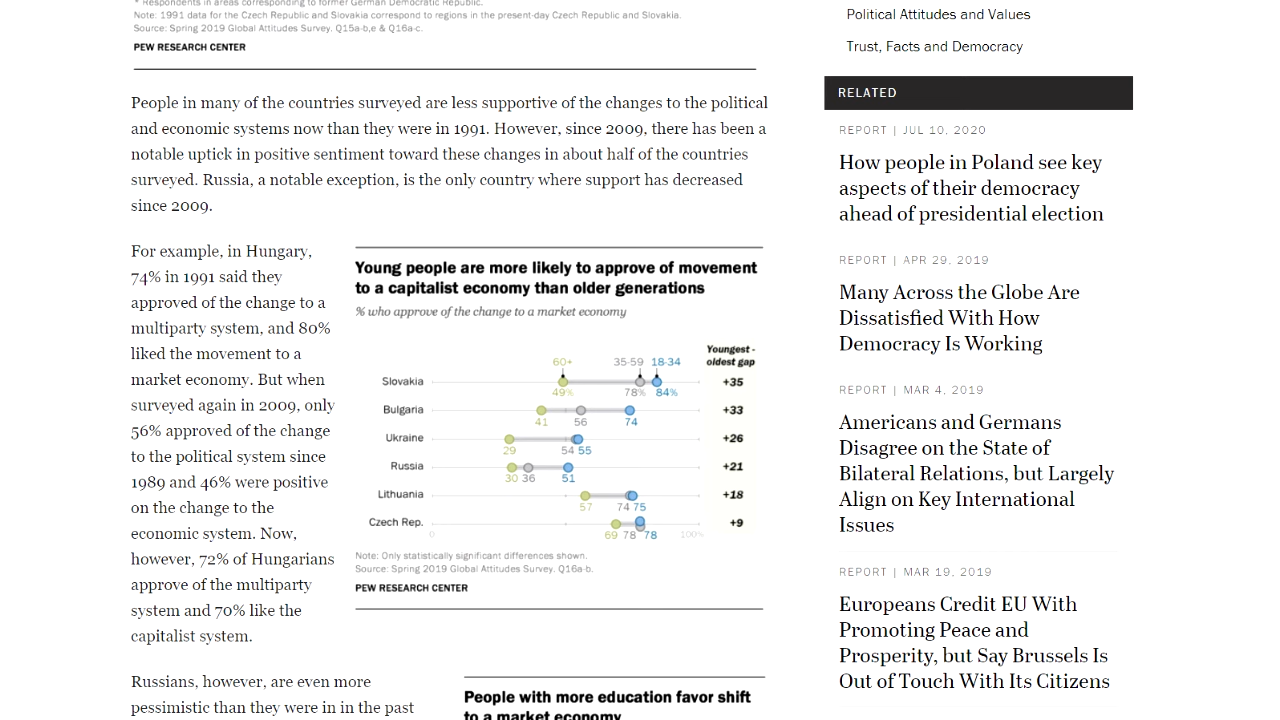 * Respondents in areas corresponding to former German Democratic Republic.
Note: 1991 data for the Czech Republic and Slovakia correspond to regions in the present-day Czech Republic and Slovakia.
Source: Spring 2019 Global Attitudes Survey. Q15a-b,e & Q16a-c.
PEW RESEARCH CENTER
People in many of the countries surveyed are less supportive of the changes to the political
and economic systems now than they were in 1991. However, since 2009, there has been a
notable uptick in positive sentiment toward these changes in about half of the countries
surveyed. Russia, a notable exception, is the only country where support has decreased
since 2009.
For example, in Hungary,
74% in 1991 said they
approved of the change to a
multiparty system, and 80%
liked the movement to a
market economy. But when
surveyed again in 2009, only
56% approved of the change
to the political system since
1989 and 46% were positive
on the change to the
economic system. Now,
however, 72% of Hungarians
approve of the multiparty
system and 70% like the
capitalist system.
Young people are more likely to approve of movement
to a capitalist economy than older generations
% who approve of the change to a market economy
Youngest -
60+ 35-59 18-34 oldest gap
Slovakia +35
49% 78% 84%
Bulgaria +33
41 56 74
Ukraine +26
29 54 55
Russia +21
30 36 51
Lithuania +18
57 74 75
Czech Rep. +9
0 69 78 78 100%
Note: Only statistically significant differences shown.
Source: Spring 2019 Global Attitudes Survey. Q16a-b.
PEW RESEARCH CENTER
Russians, however, are even more
pessimistic than they were in in the past
People with more education favor shift
to a market economy
Political Attitudes and Values
Trust, Facts and Democracy
RELATED
REPORT | JUL 10, 2020
How people in Poland see key
aspects of their democracy
ahead of presidential election
REPORT | APR 29, 2019
Many Across the Globe Are
Dissatisfied With How
Democracy Is Working
REPORT | MAR 4, 2019
Americans and Germans
Disagree on the State of
Bilateral Relations, but Largely
Align on Key International
Issues
REPORT | MAR 19, 2019
Europeans Credit EU With
Promoting Peace and
Prosperity, but Say Brussels Is
Out of Touch With Its Citizens